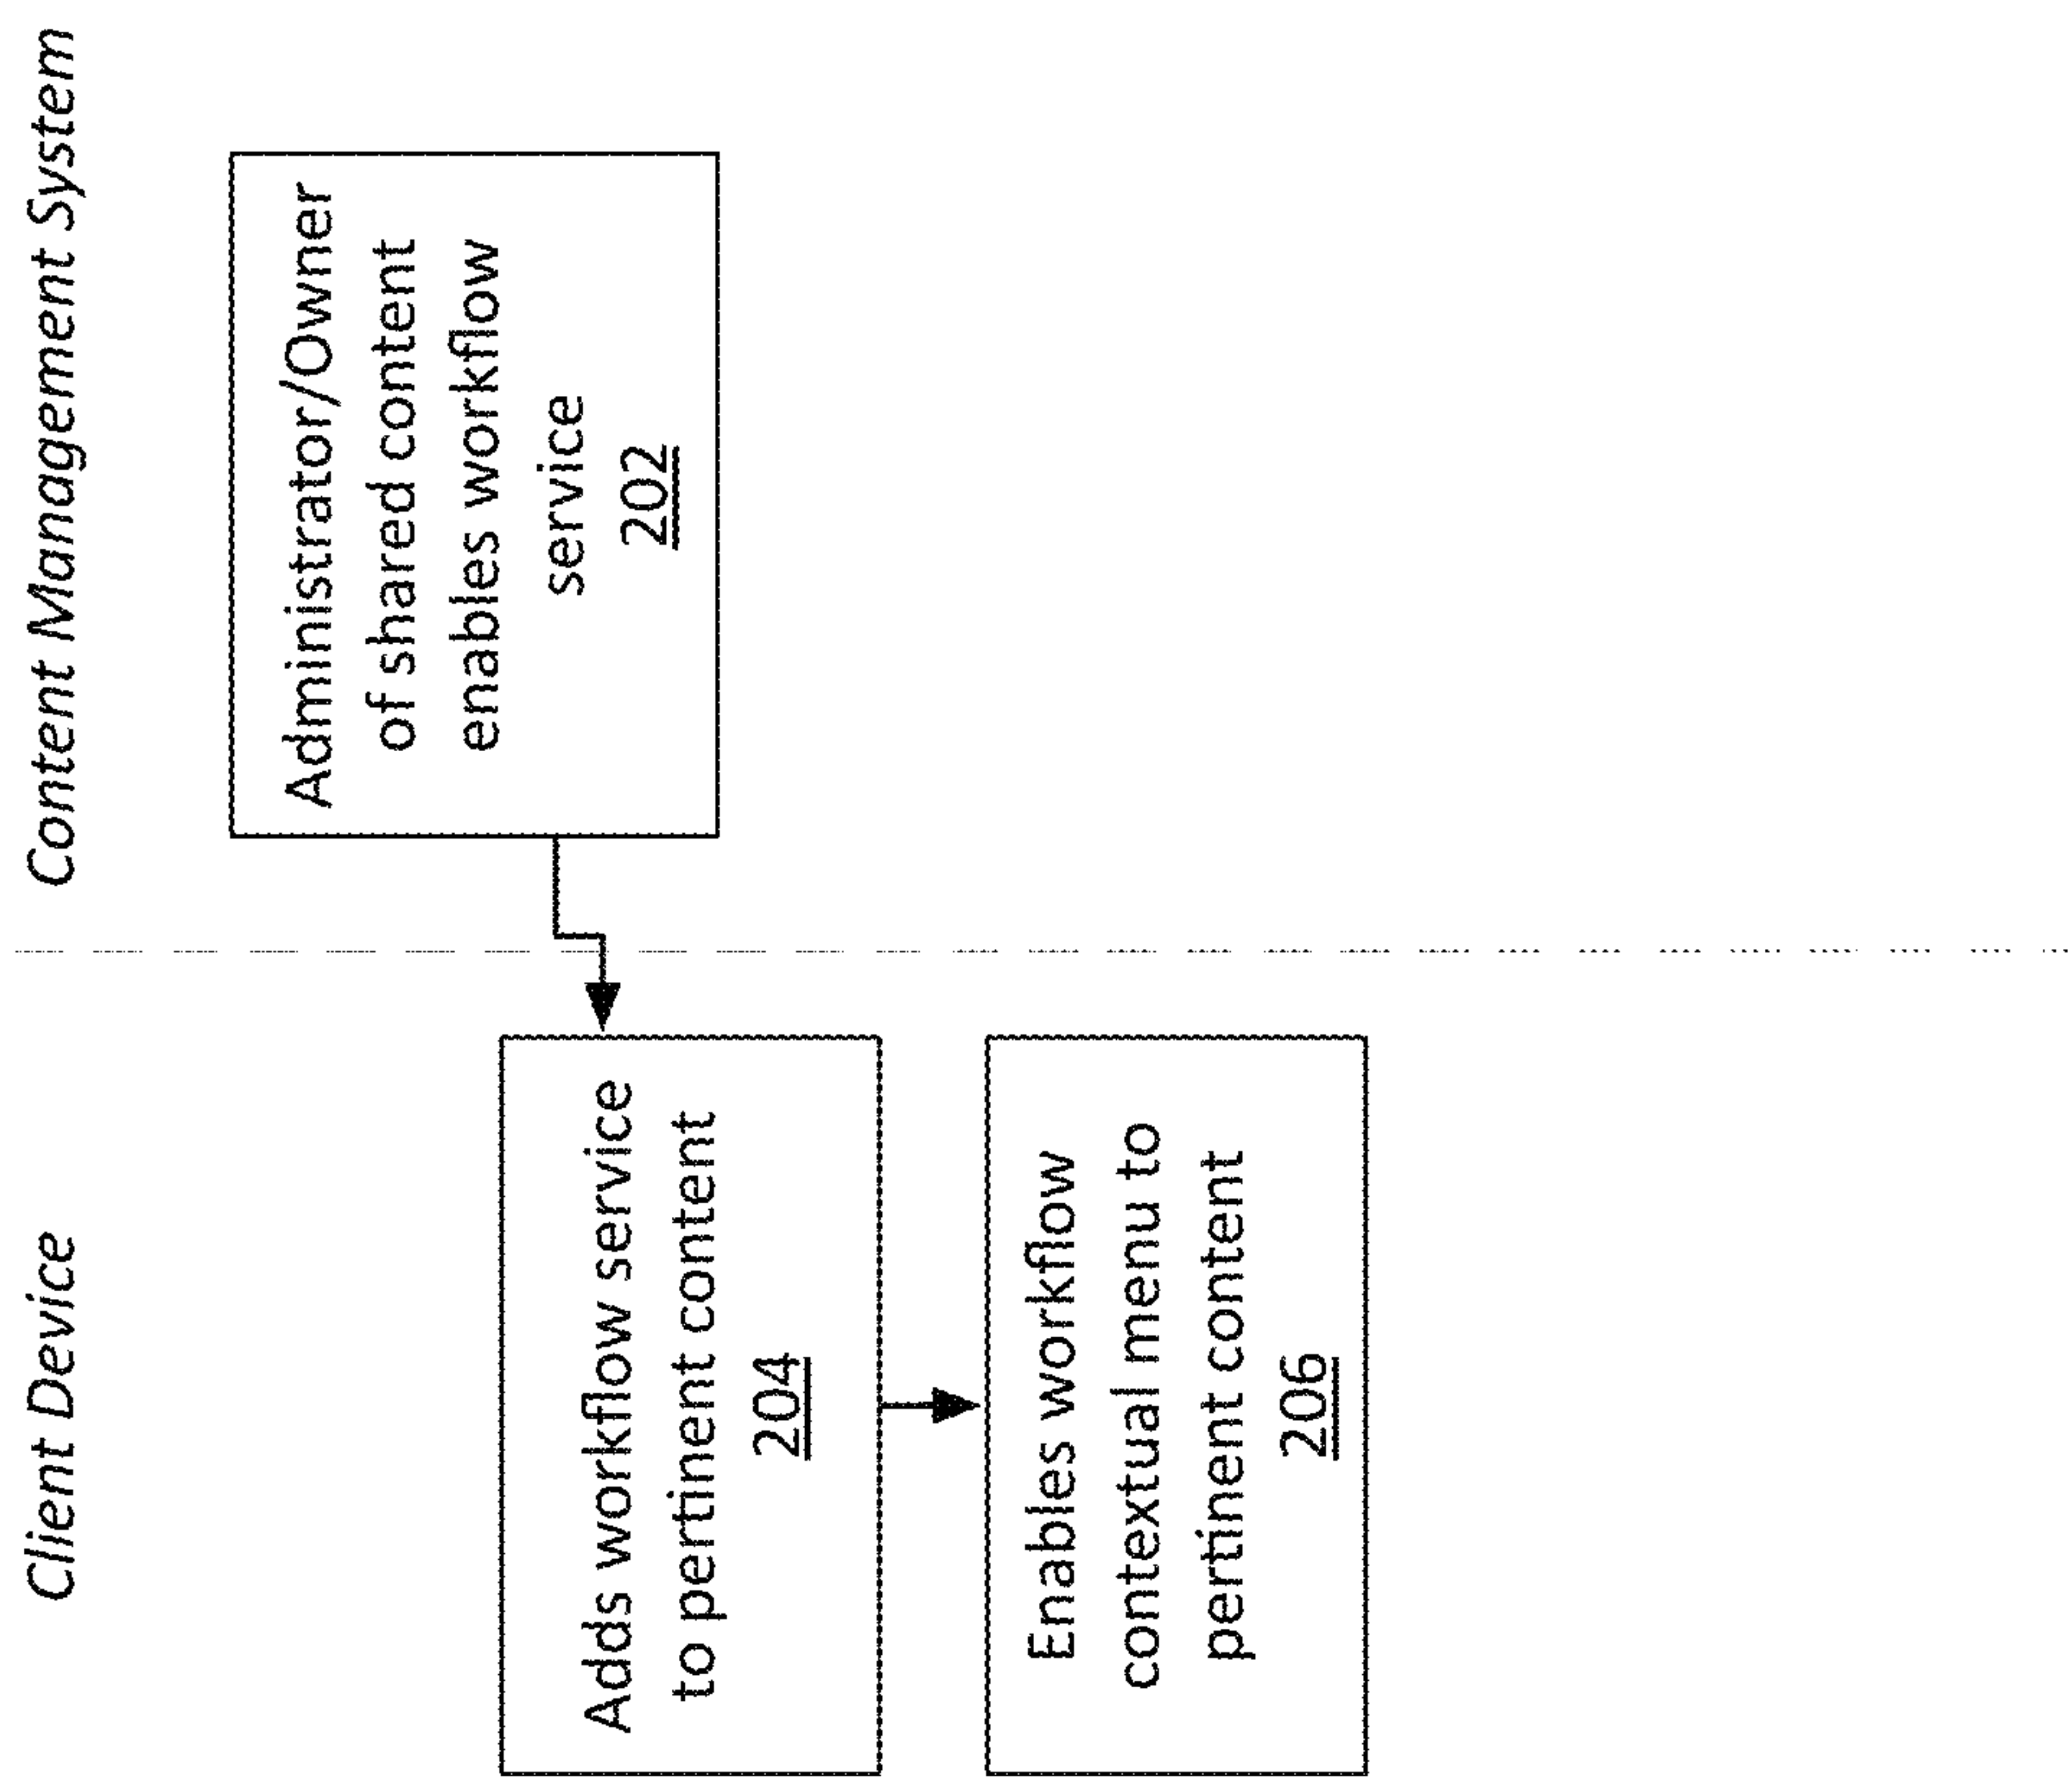 Client Device
Content Management System
Administrator/Owner
of shared content
enables workflow
service
202
Adds workflow service
to pertinent content
204
Enables workflow
contextual menu to
pertinent content
206